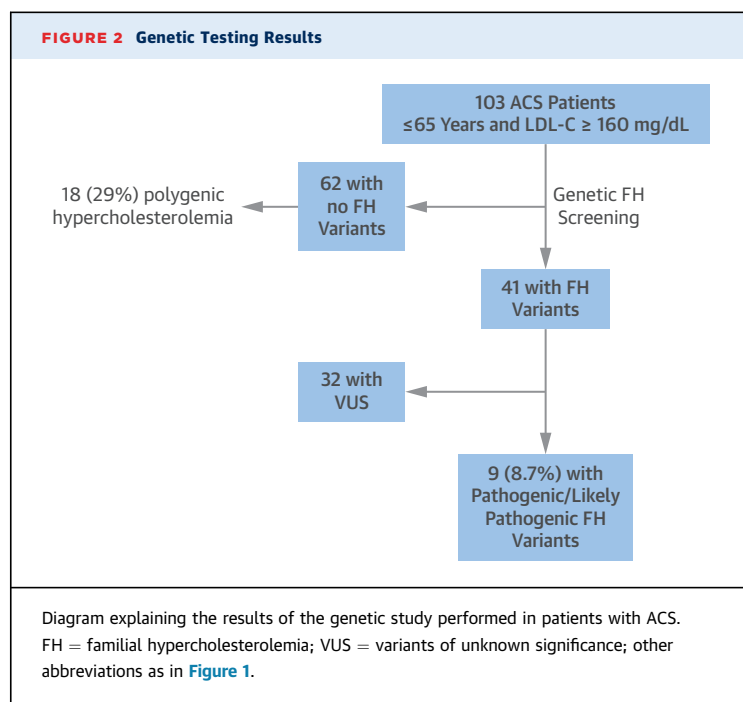 FIGURE 2 Genetic Testing Results
103 ACS Patients
≤65 Years and LDL-C ≥ 160 mg/dL
18 (29%) polygenic
hypercholesterolemia
62 with
no FH
Variants
Genetic FH
Screening
41 with FH
Variants
32 with
VUS
9 (8.7%) with
Pathogenic/Likely
Pathogenic FH
Variants
Diagram explaining the results of the genetic study performed in patients with ACS.
FH = familial hypercholesterolemia; VUS = variants of unknown significance; other
abbreviations as in Figure 1.